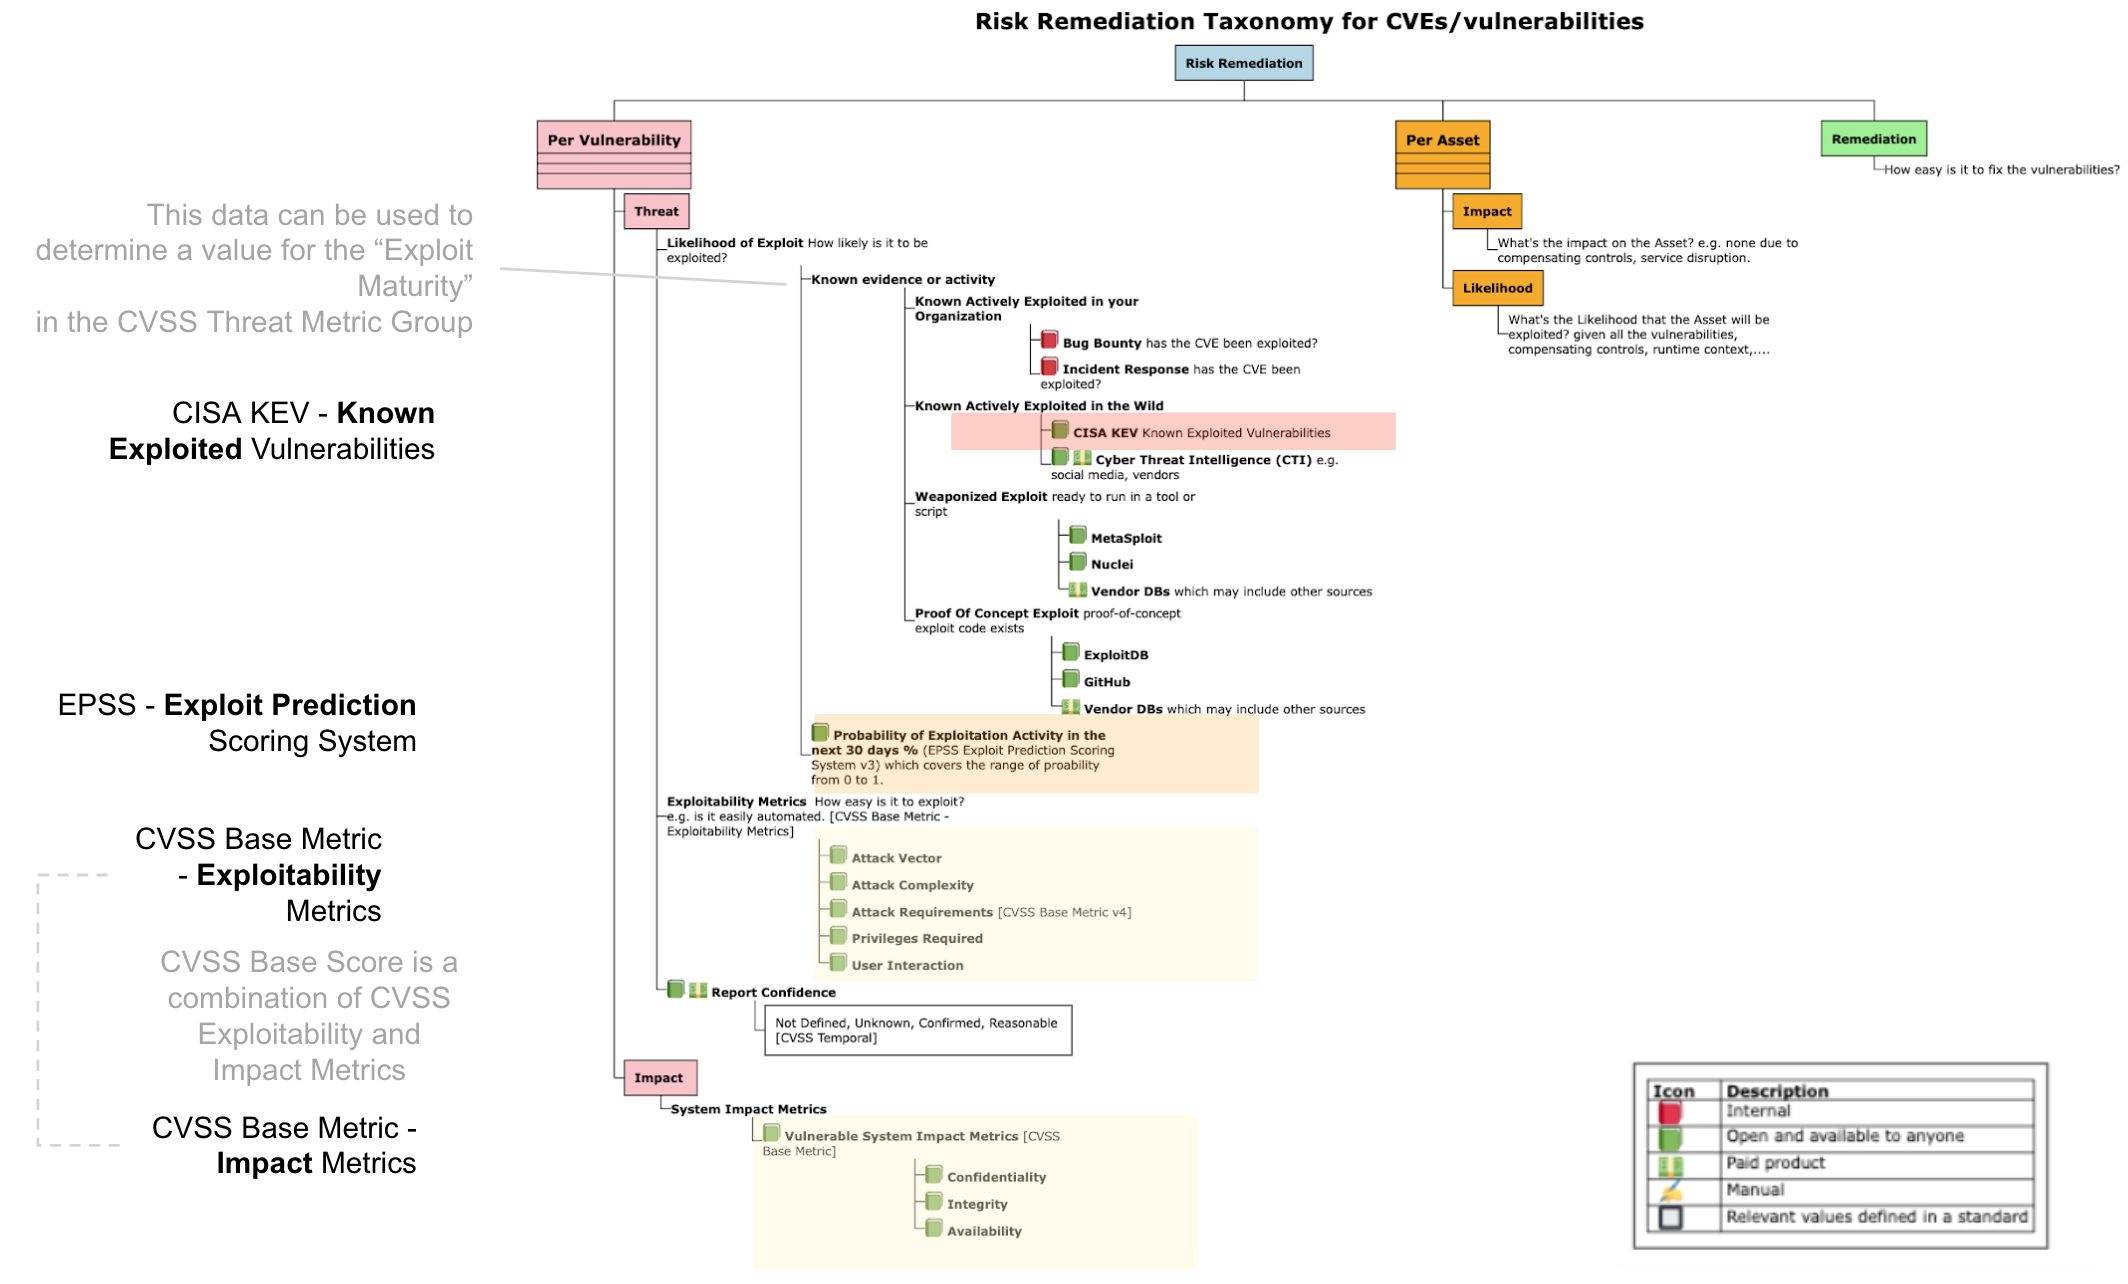 Risk Remediation Taxonomy for CVEs/vulnerabilities
Risk Remediation
Per Vulnerability
Per Asset
Remediation
How easy is it to fix the vulnerabilities?
Threat
Likelihood of Exploit How likely is it to be
exploited?
Known evidence or activity
Known Actively Exploited in your
Organization
Bug Bounty has the CVE been exploited?
Incident Response has the CVE been
exploited?
Known Actively Exploited in the Wild
CISA KEV Known Exploited Vulnerabilities
Cyber Threat Intelligence (CTI) e.g.
social media, vendors
Weaponized Exploit ready to run in a tool or
script
MetaSploit
Nuclei
Vendor DBs which may include other sources
Proof Of Concept Exploit proof-of-concept
exploit code exists
ExploitDB
GitHub
Vendor DBs which may include other sources
Probability of Exploitation Activity in the
next 30 days % (EPSS Exploit Prediction Scoring
System v3) which covers the range of proability
from 0 to 1.
Exploitability Metrics How easy is it to exploit?
e.g. is it easily automated. [CVSS Base Metric -
Exploitability Metrics]
Attack Vector
Attack Complexity
Attack Requirements [CVSS Base Metric v4]
Privileges Required
User Interaction
Report Confidence
Not Defined, Unknown, Confirmed, Reasonable
[CVSS Temporal]
Impact
System Impact Metrics
Vulnerable System Impact Metrics [CVSS
Base Metric]
Confidentiality
Integrity
Availability
Impact
What's the impact on the Asset? e.g. none due to
compensating controls, service disruption.
Likelihood
What's the Likelihood that the Asset will be
exploited? given all the vulnerabilities,
compensating controls, runtime context,....
This data can be used to
determine a value for the “Exploit
Maturity”
in the CVSS Threat Metric Group
CISA KEV - Known
Exploited Vulnerabilities
EPSS - Exploit Prediction
Scoring System
CVSS Base Metric
- Exploitability
Metrics
CVSS Base Score is a
combination of CVSS
Exploitability and
Impact Metrics
CVSS Base Metric -
Impact Metrics
Icon Description
Internal
Open and available to anyone
Paid product
Manual
Relevant values defined in a standard